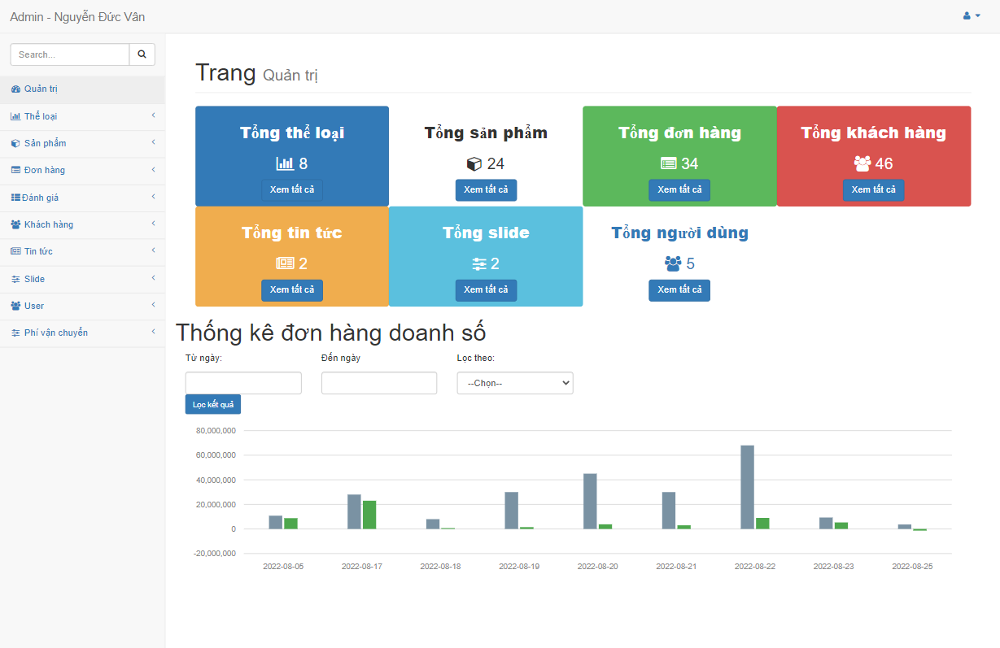 Admin - Nguyễn Đức Vân
Search...
Quản trị
Thể loại
Sản phẩm
Đơn hàng
Đánh giá
Khách hàng
Tin tức
Slide
User
Phí vận chuyển
Trang Quản trị
Tổng thể loại
8
Xem tất cả
Tổng sản phẩm
24
Xem tất cả
Tổng đơn hàng
34
Xem tất cả
Tổng khách hàng
46
Xem tất cả
Tổng tin tức
2
Xem tất cả
Tổng slide
2
Xem tất cả
Tổng người dùng
5
Xem tất cả
Thống kê đơn hàng doanh số
Từ ngày:
Đến ngày
Lọc theo:
--Chọn--
Lọc kết quả
80,000,000
60,000,000
40,000,000
20,000,000
0
-20,000,000
2022-08-05 2022-08-17 2022-08-18 2022-08-19 2022-08-20 2022-08-21 2022-08-22 2022-08-23 2022-08-25